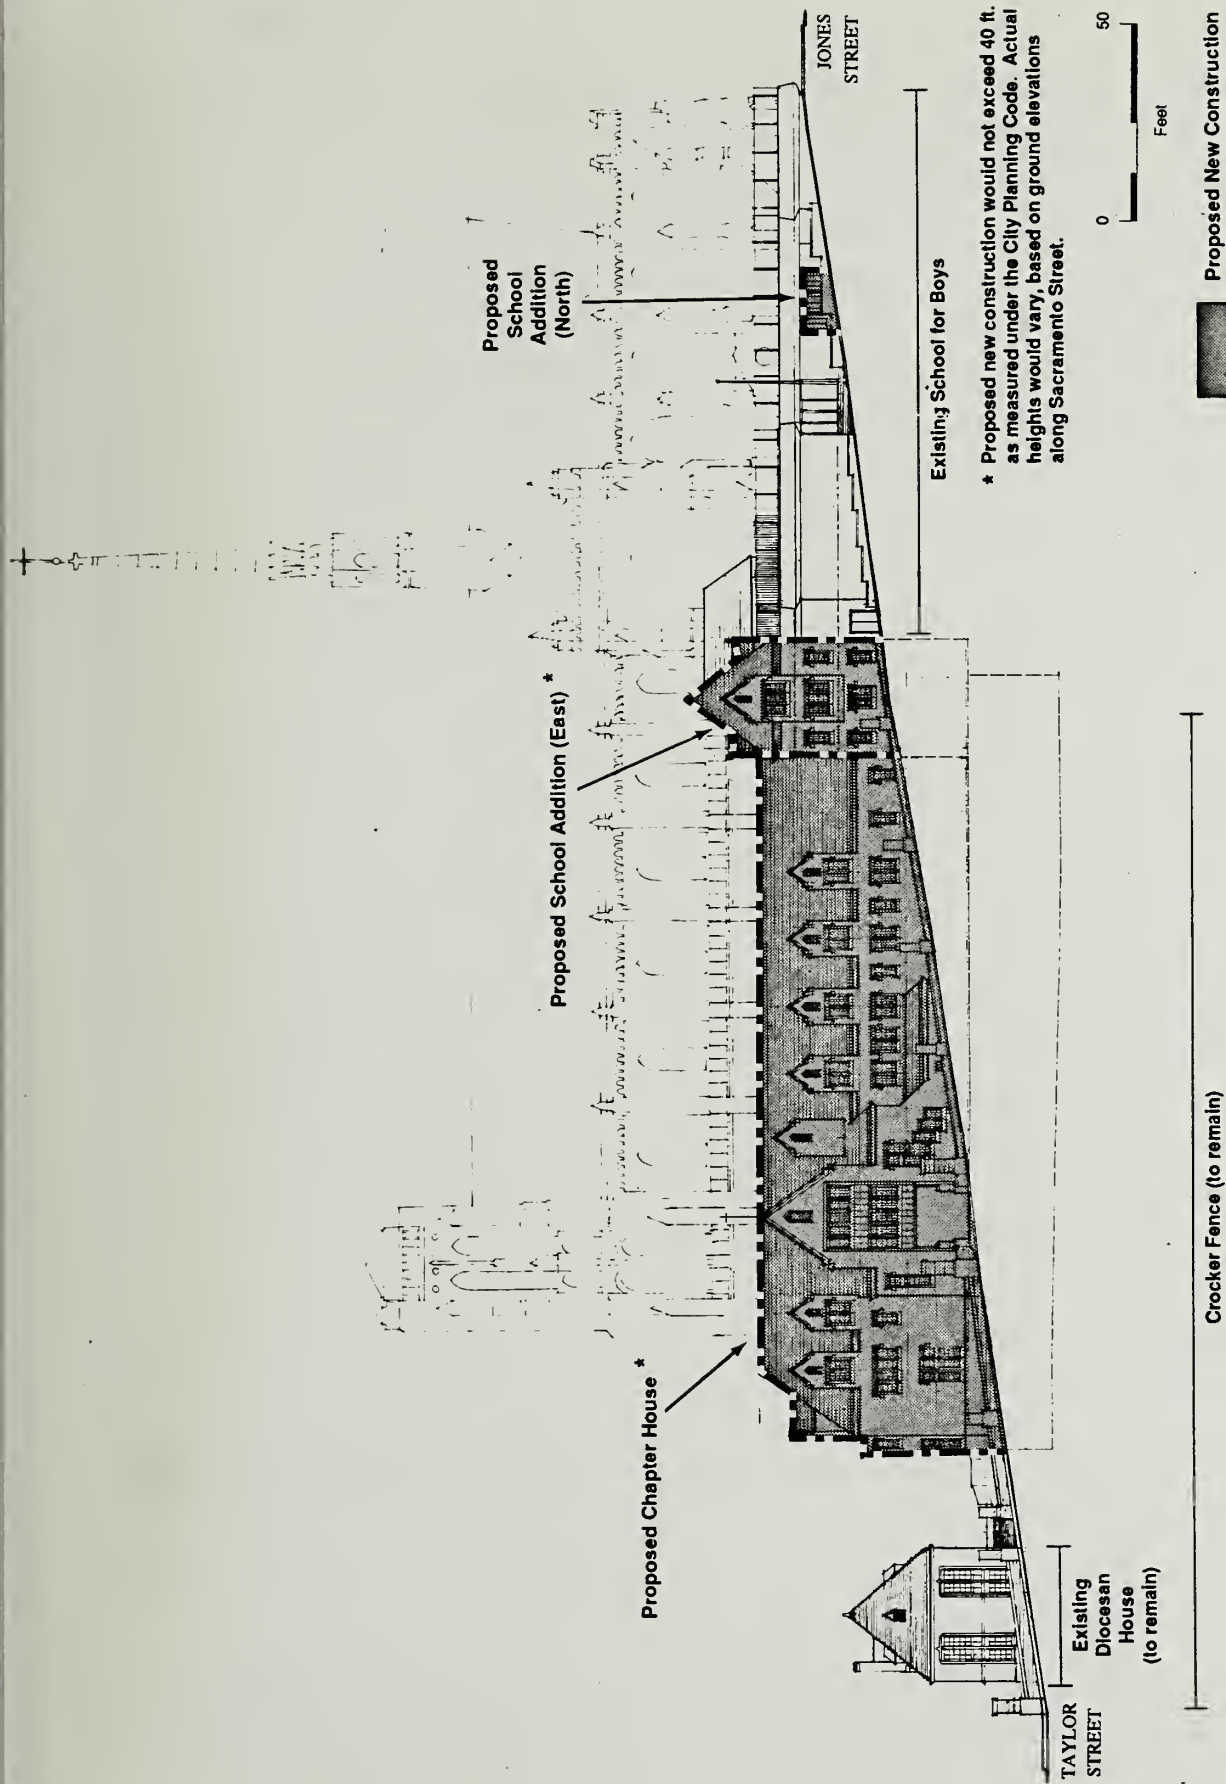 Proposed
School
Addition
(North)
JONES
STREET
Proposed School Addition (East) *
Proposed Chapter House *
Existing School for Boys
* Proposed new construction would not exceed 40 ft.
as measured under the City Planning Code. Actual
heights would vary, based on ground elevations
along Sacramento Street.
0 50
Feet
Proposed New Construction
Existing
Diocesan
House
(to remain)
TAYLOR
STREET
Crocker Fence (to remain)